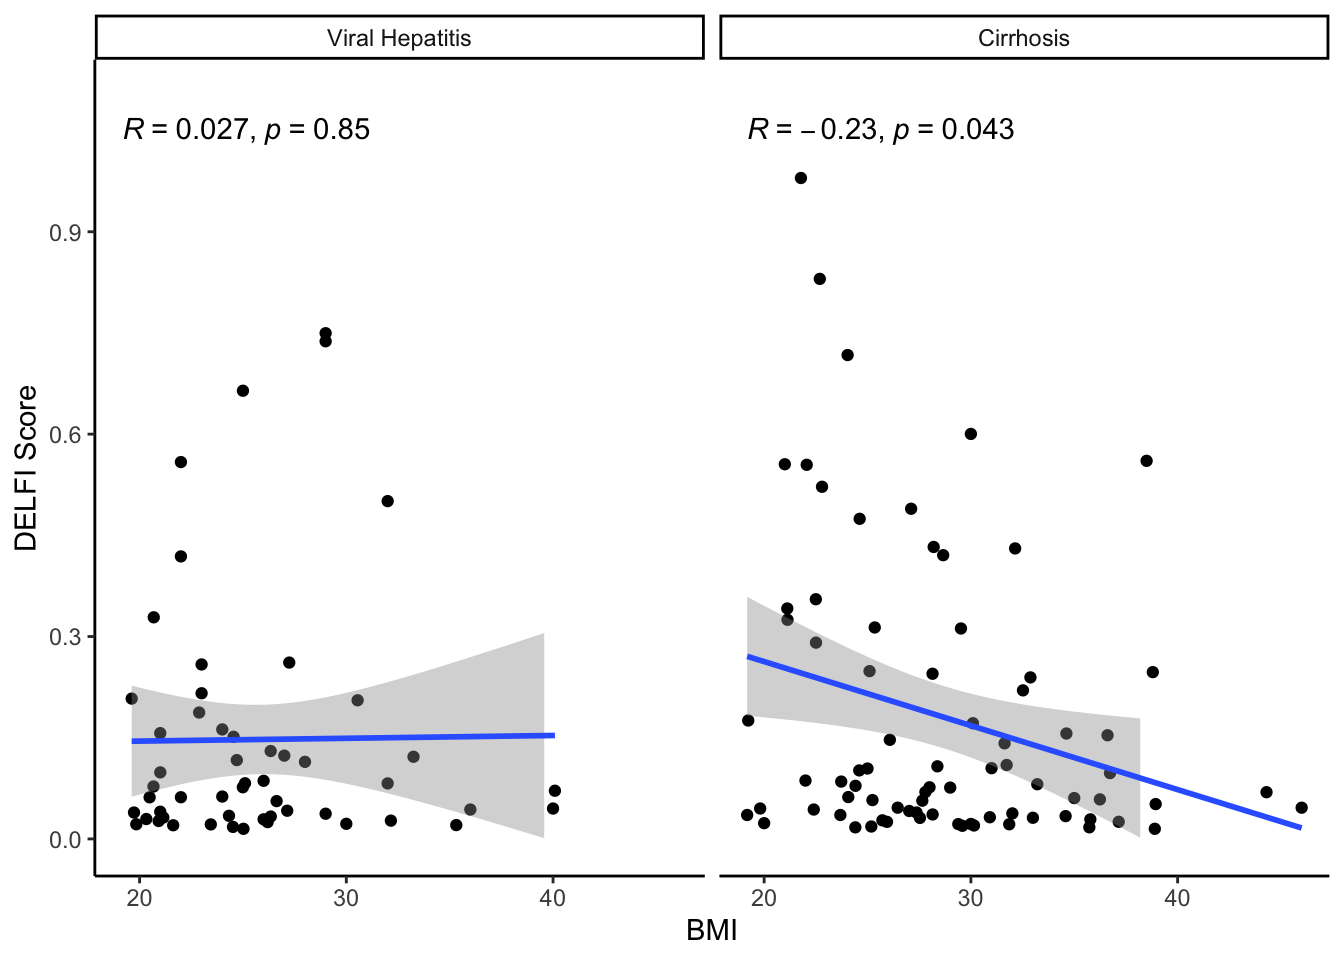 Viral Hepatitis
Cirrhosis
R = 0.027, p = 0.85
R = −0.23, p = 0.043
DELFI Score
0.9
0.6
0.3
0.0
20 30 40
20 30 40
BMI